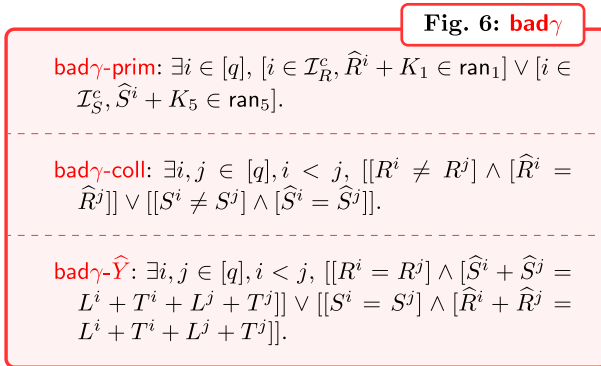 Fig. 6: badγ
badγ-prim: ∃i ∈ [q], [i ∈ ℐ_R^c, R̂^i + K_1 ∈ ran_1] ∨ [i ∈
ℐ_S^c, Ŝ^i + K_5 ∈ ran_5].
badγ-coll: ∃i, j ∈ [q], i < j, [[R^i ≠ R^j] ∧ [R̂^i =
R̂^j]] ∨ [[S^i ≠ S^j] ∧ [Ŝ^i = Ŝ^j]].
badγ-Ŷ: ∃i, j ∈ [q], i < j, [[R^i = R^j] ∧ [Ŝ^i + Ŝ^j =
L^i + T^i + L^j + T^j]] ∨ [[S^i = S^j] ∧ [R̂^i + R̂^j =
L^i + T^i + L^j + T^j]].